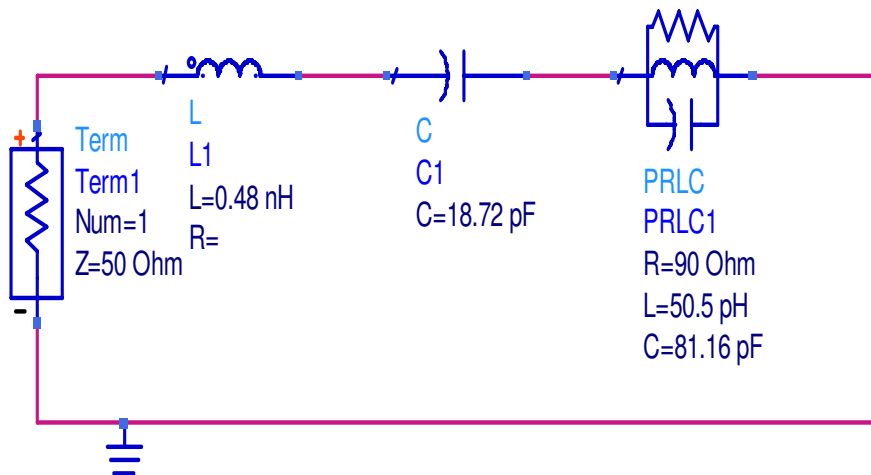 +
Term
Term1
Num=1
Z=50 Ohm
-
L
L1
L=0.48 nH
R=
C
C1
C=18.72 pF
PRLC
PRLC1
R=90 Ohm
L=50.5 pH
C=81.16 pF